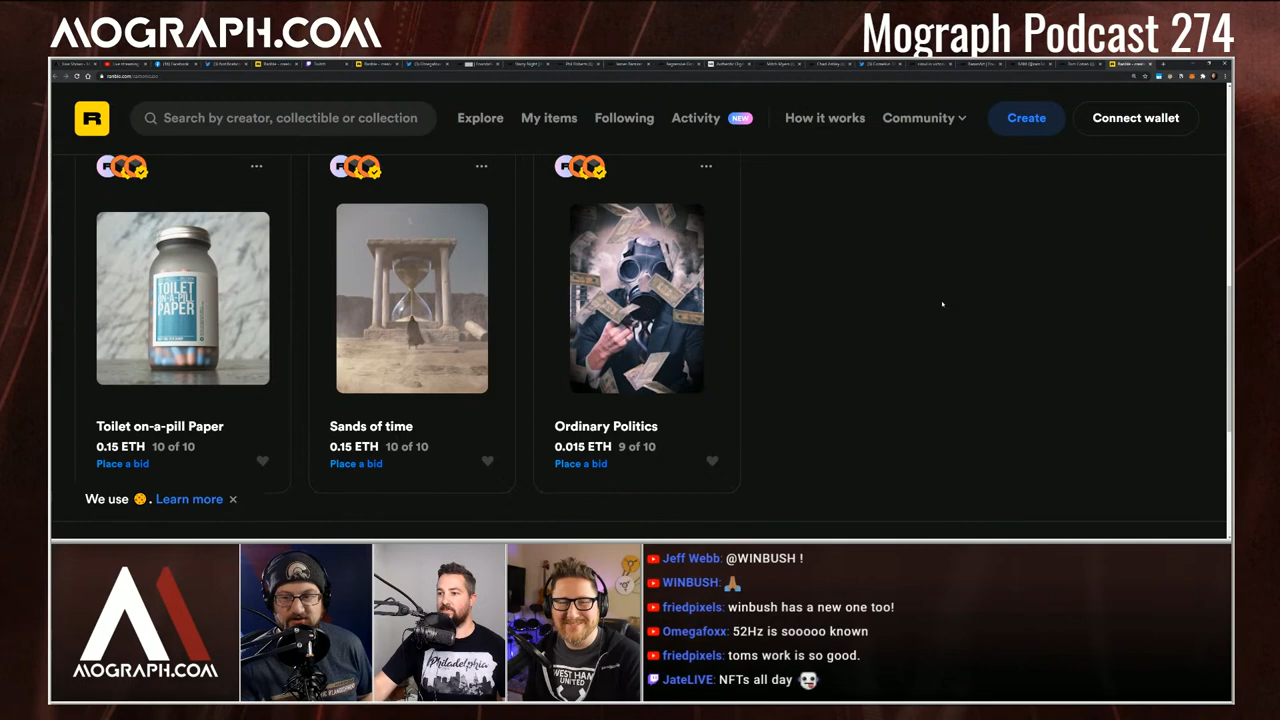 MOGRAPH.COM
Mograph Podcast 274
R
Search by creator, collectible or collection
Explore
My items
Following
Activity NEW
How it works
Community
Create
Connect wallet
TOILET
ON-A-PILL
PAPER
Toilet on-a-pill Paper
0.15 ETH 10 of 10
Place a bid
Sands of time
0.15 ETH 10 of 10
Place a bid
Ordinary Politics
0.015 ETH 9 of 10
Place a bid
We use 🍪. Learn more ×
MOGRAPH.COM
Philadelphia
WEST HAM
UNITED
Jeff Webb: @WINBUSH !
WINBUSH: 🙏🏽
friedpixels: winbush has a new one too!
Omegafoxx: 52Hz is sooooo known
friedpixels: toms work is so good.
JateLIVE: NFTs all day